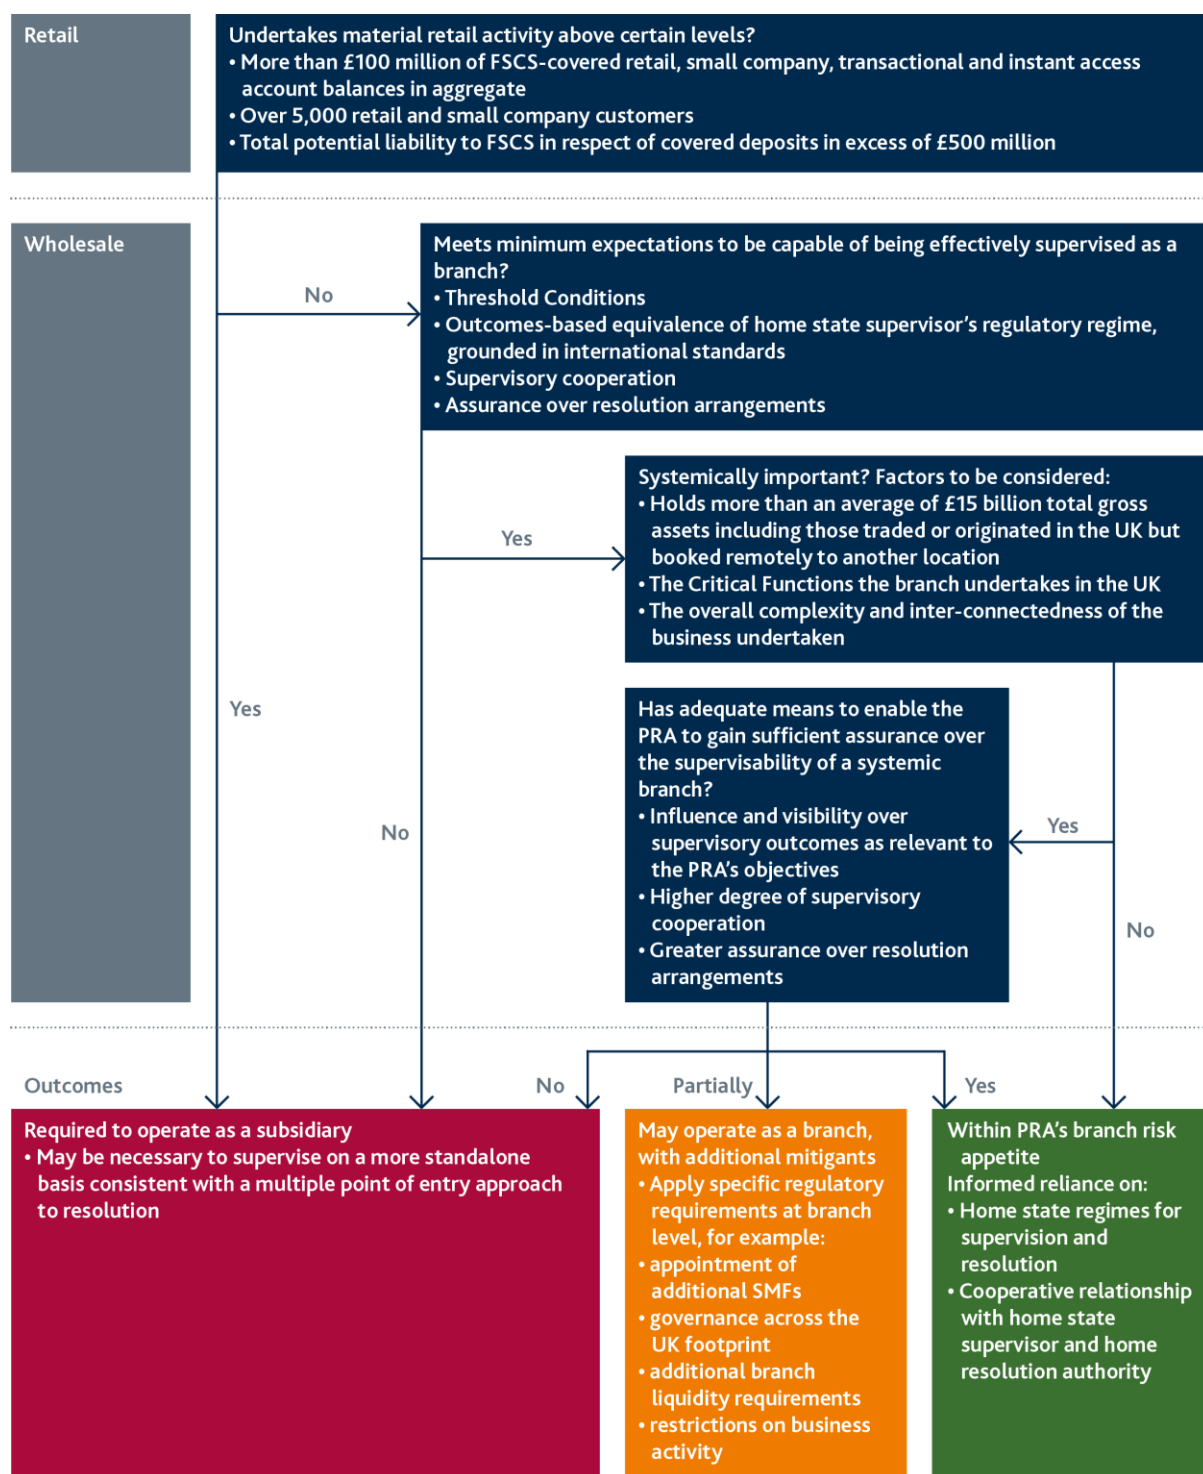 Retail
Undertakes material retail activity above certain levels?
• More than £100 million of FSCS-covered retail, small company, transactional and instant access
account balances in aggregate
• Over 5,000 retail and small company customers
• Total potential liability to FSCS in respect of covered deposits in excess of £500 million
Wholesale
Meets minimum expectations to be capable of being effectively supervised as a
branch?
• Threshold Conditions
• Outcomes-based equivalence of home state supervisor's regulatory regime,
grounded in international standards
• Supervisory cooperation
• Assurance over resolution arrangements
No
Systemically important? Factors to be considered:
• Holds more than an average of £15 billion total gross
assets including those traded or originated in the UK but
booked remotely to another location
• The Critical Functions the branch undertakes in the UK
• The overall complexity and inter-connectedness of the
business undertaken
Yes
Yes
Has adequate means to enable the
PRA to gain sufficient assurance over
the supervisability of a systemic
branch?
• Influence and visibility over
supervisory outcomes as relevant to
the PRA's objectives
• Higher degree of supervisory
cooperation
• Greater assurance over resolution
arrangements
No
Yes
No
Outcomes
No
Partially
Yes
Required to operate as a subsidiary
• May be necessary to supervise on a more standalone
basis consistent with a multiple point of entry approach
to resolution
May operate as a branch,
with additional mitigants
• Apply specific regulatory
requirements at branch
level, for example:
• appointment of
additional SMFs
• governance across the
UK footprint
• additional branch
liquidity requirements
• restrictions on business
activity
Within PRA's branch risk
appetite
Informed reliance on:
• Home state regimes for
supervision and
resolution
• Cooperative relationship
with home state
supervisor and home
resolution authority